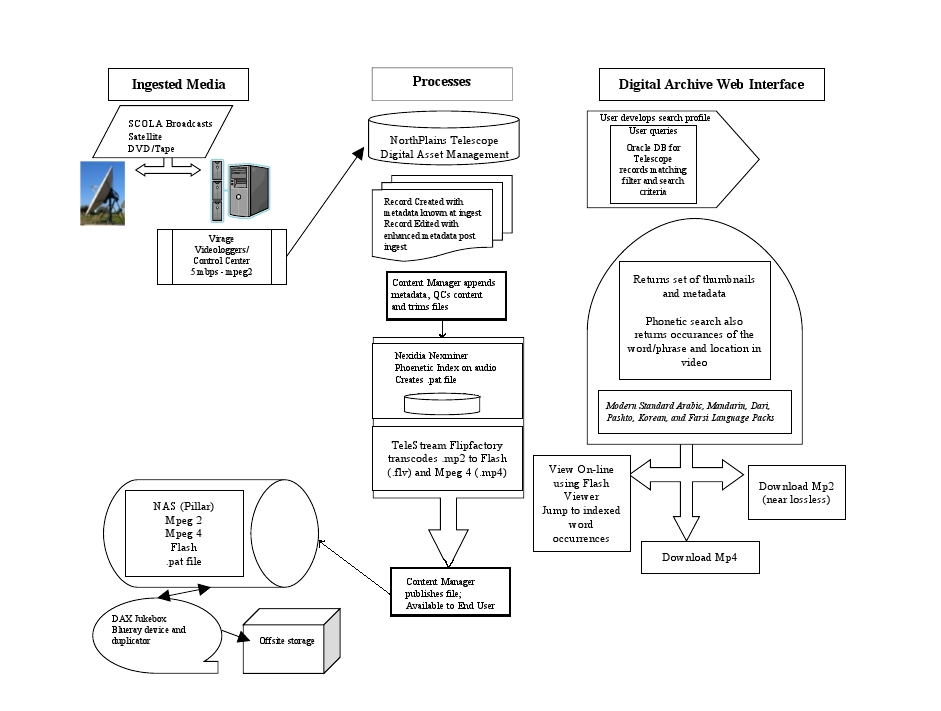 Ingested Media
SCOLA Broadcasts
Satellite
DVD/Tape
Virage
Videologgers/
Control Center
5 mbps - mpeg2
Processes
NorthPlains Telescope
Digital Asset Management
Record Created with
metadata known at ingest
Record Edited with
enhanced metadata post
ingest
Content Manager appends
metadata, QCs content
and trims files
Nexidia Nexminer
Phoenetic Index on audio
Creates .pat file
TeleStream Flipfactory
transcodes .mp2 to Flash
(.flv) and Mpeg 4 (.mp4)
Content Manager
publishes file;
Available to End User
NAS (Pillar)
Mpeg 2
Mpeg 4
Flash
.pat file
DAX Jukebox
Blueray device and
duplicator
Offsite storage
Digital Archive Web Interface
User develops search profile
User queries
Oracle DB for
Telescope
records matching
filter and search
criteria
Returns set of thumbnails
and metadata
Phonetic search also
returns occurances of the
word/phrase and location in
video
Modern Standard Arabic, Mandarin, Dari,
Pashto, Korean, and Farsi Language Packs
View On-line
using Flash
Viewer
Jump to indexed
word
occurrences
Download Mp2
(near lossless)
Download Mp4